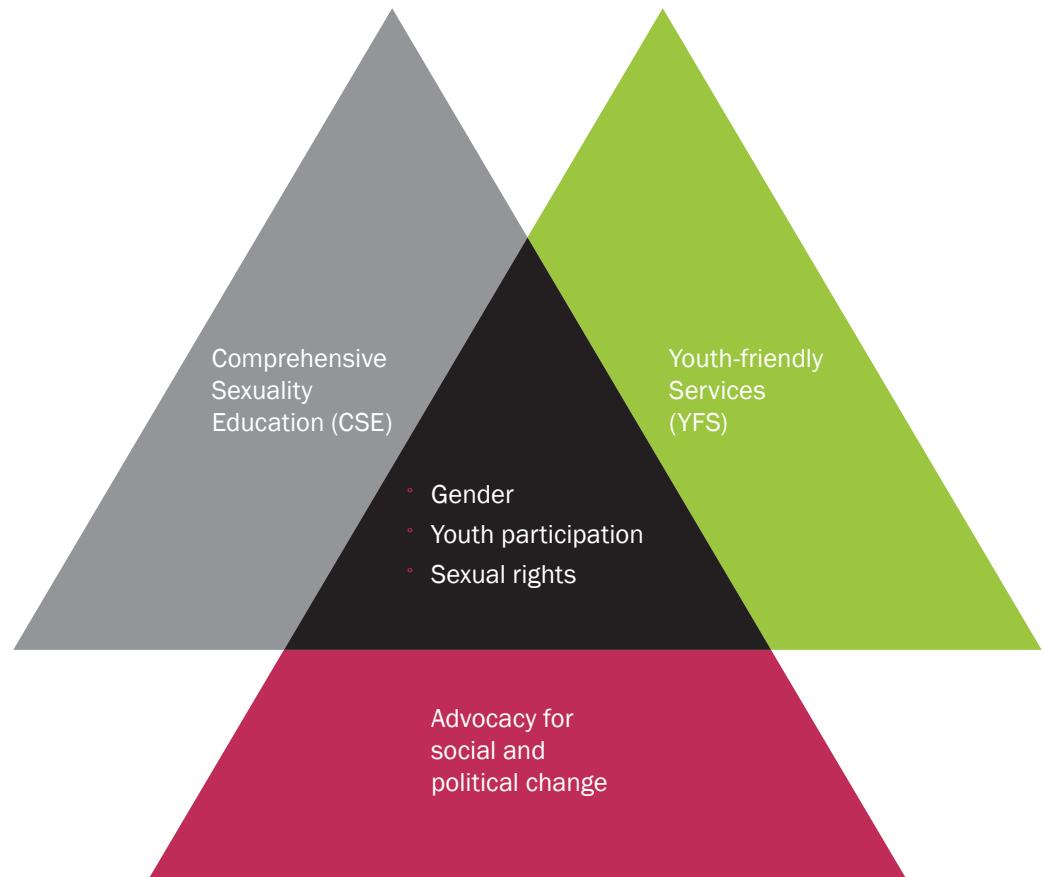 Comprehensive
Sexuality
Education (CSE)
Youth-friendly
Services
(YFS)
° Gender
° Youth participation
° Sexual rights
Advocacy for
social and
political change